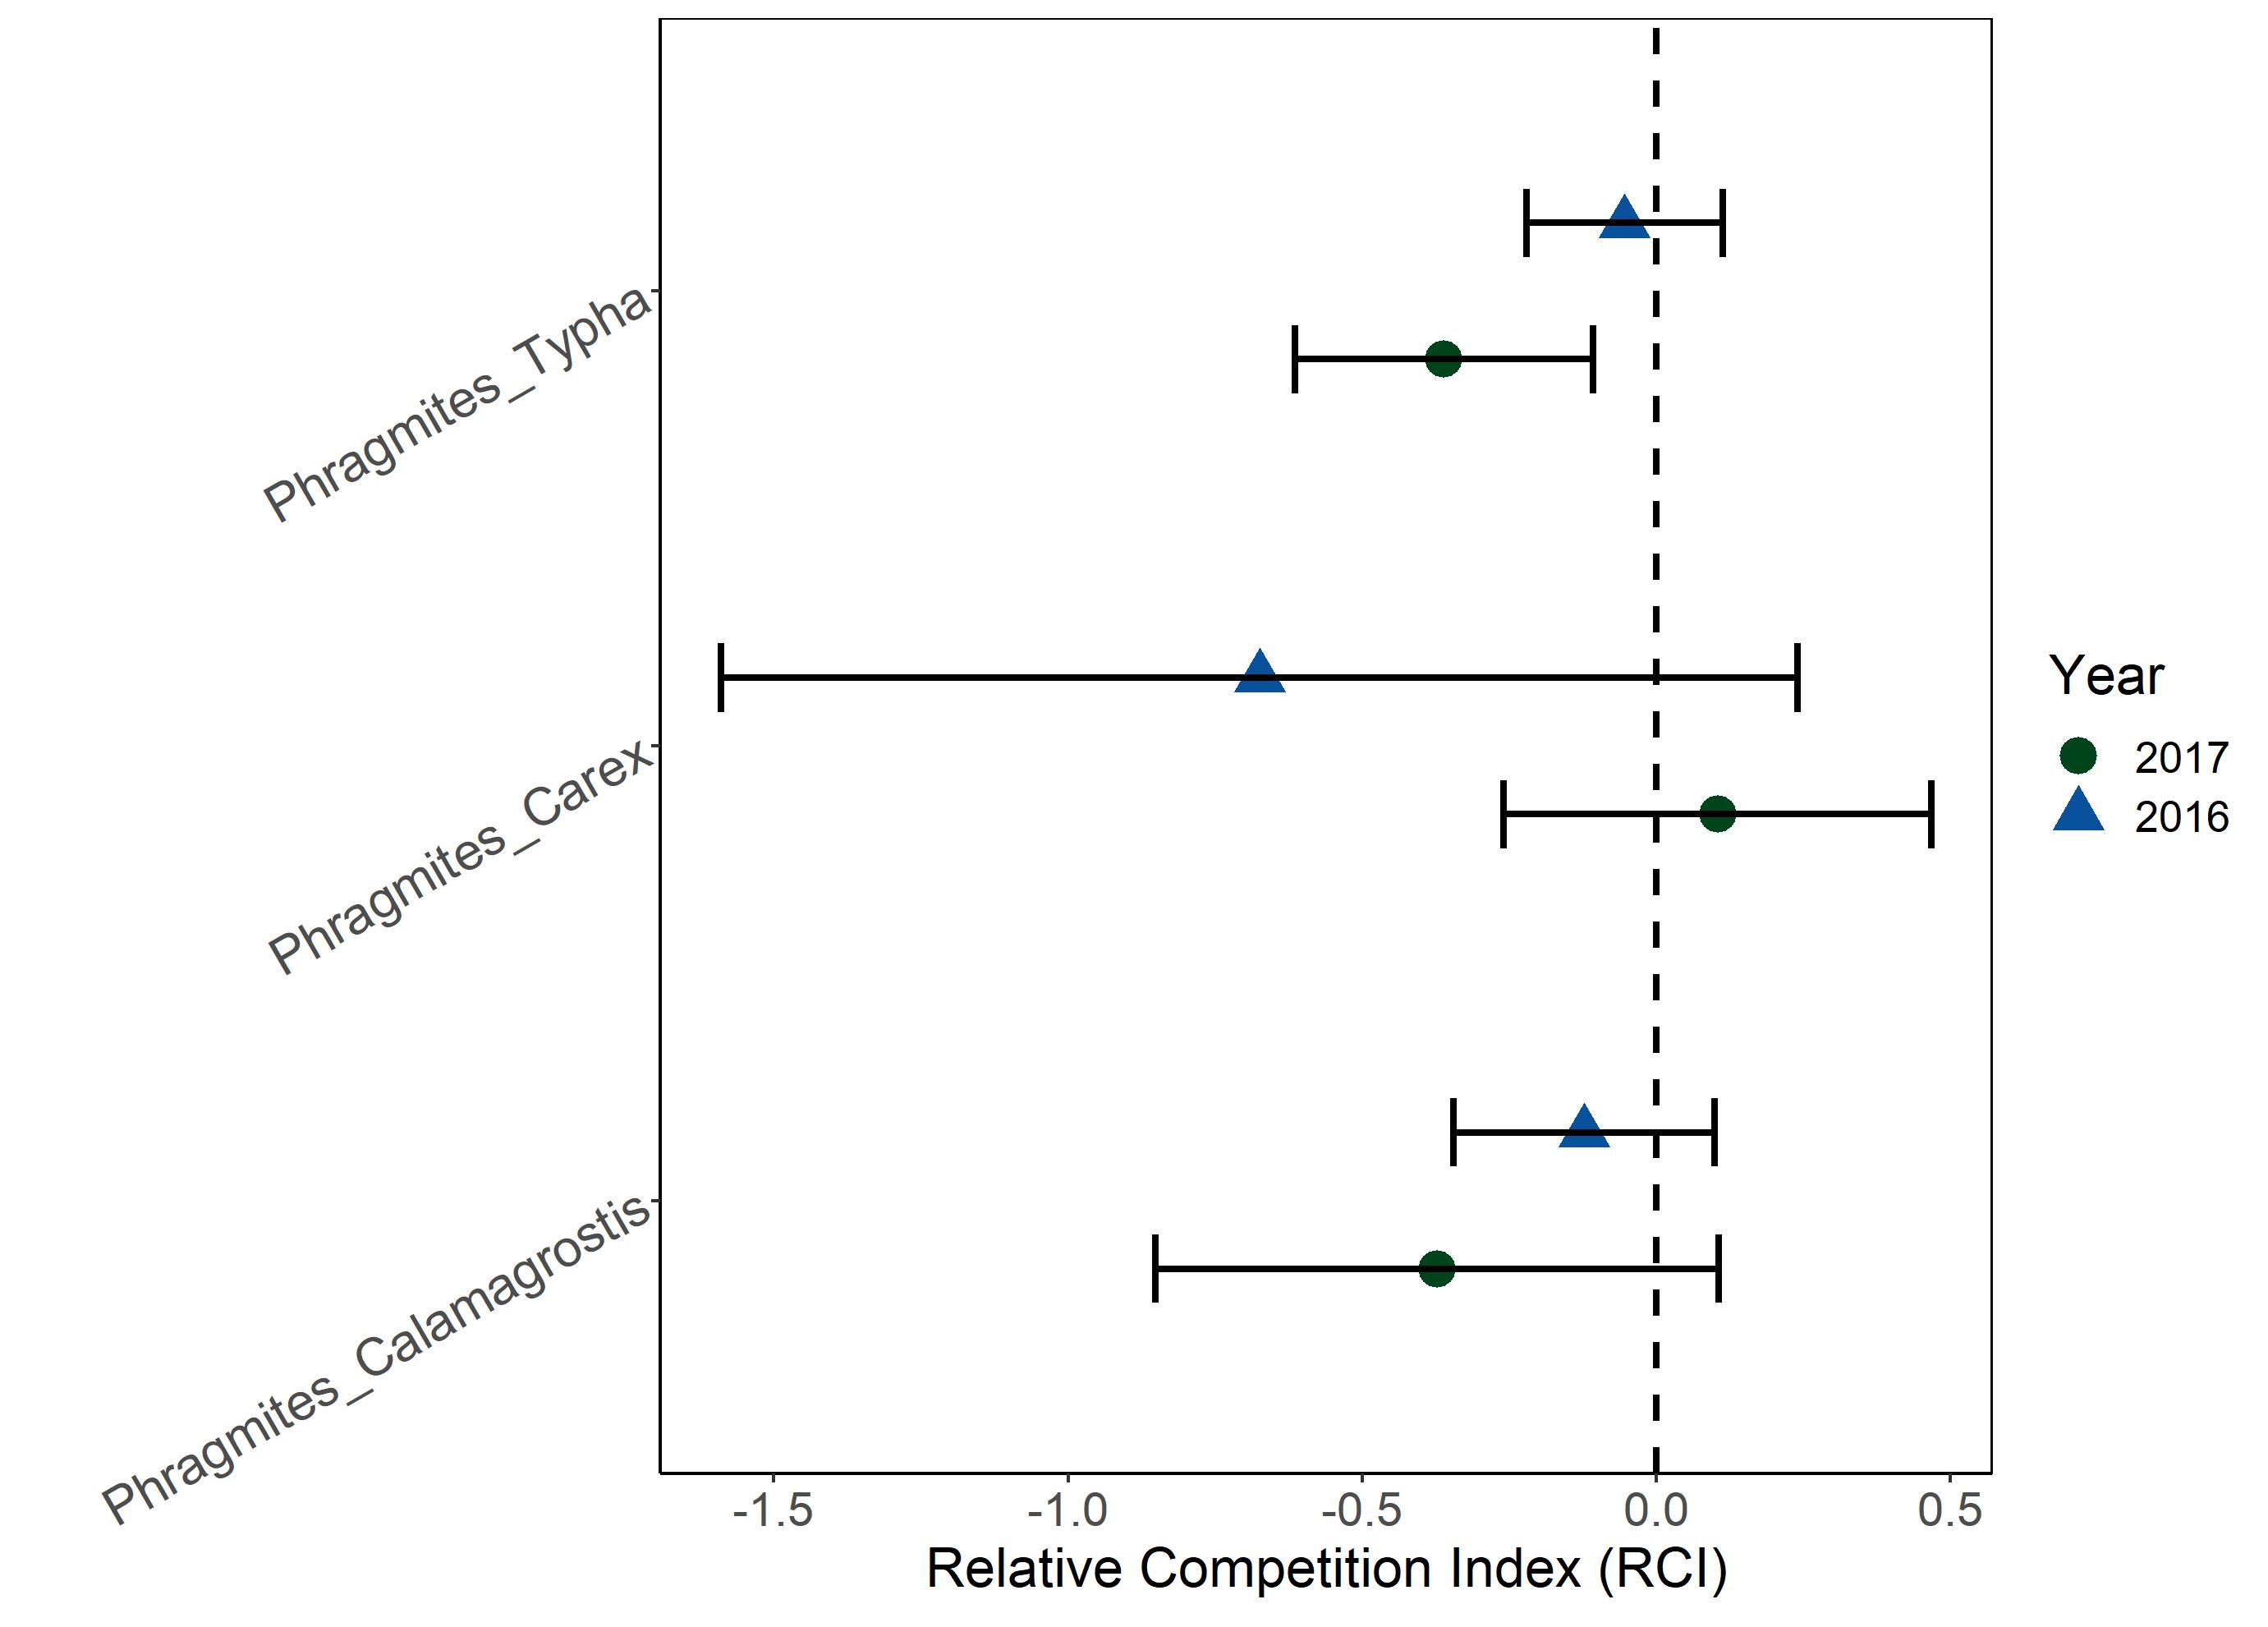 Phragmites_Typha
Phragmites_Carex
Phragmites_Calamagrostis
-1.5 -1.0 -0.5 0.0 0.5
Relative Competition Index (RCI)
Year
2017
2016